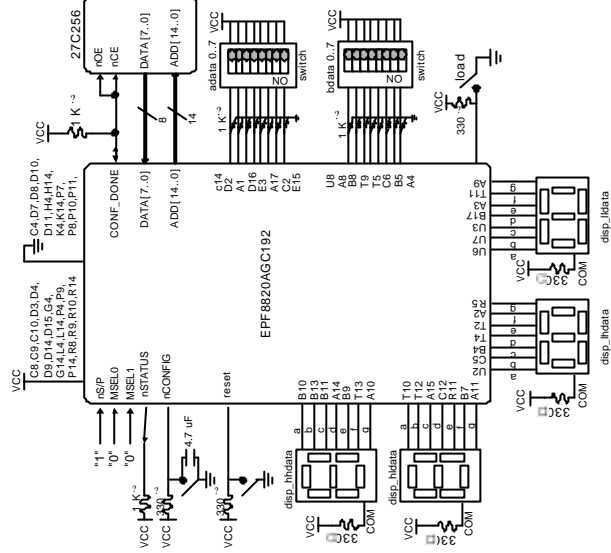 27C256
nOE
nCE
DATA [7..0]
ADD[14..0]
VCC
1 K
8
14
CONF_DONE
DATA[7..0]
ADD[14..0]
C4,D7,D8,D10,
D11,H4,H14,
K4,K14,P7,
P8,P10,P11,
VCC
C8,C9,C10,D3,D4,
D9,D14,D15,G4,
G14,L4,L14,P4,P9,
P14,R8,R9,R10,R14
EPF8820AGC192
VCC
adata 0..7
NO
switch
1 K
c14
D2
A1
D16
E3
A17
C2
E15
VCC
bdata 0..7
NO
switch
1 K
U8
A8
B8
T9
T5
C6
B5
A4
load
330
VCC
"1"
"0"
"0"
nS/P
MSEL0
MSEL1
nSTATUS
nCONFIG
reset
1 K
VCC
330
VCC
4.7 uF
330
VCC
A9
T11
A3
B17
U3
U7
U6
g
f
e
d
c
b
a
VCC
330
COM
disp_lldata
R5
A2
T2
T4
B4
C5
U2
g
f
e
d
c
b
a
VCC
330
COM
disp_lhdata
B10
B13
B11
A14
B9
T13
A10
a
b
c
d
e
f
g
disp_hhdata
VCC
330
COM
T10
T12
A15
C12
R11
B7
A11
a
b
c
d
e
f
g
disp_hldata
VCC
330
COM